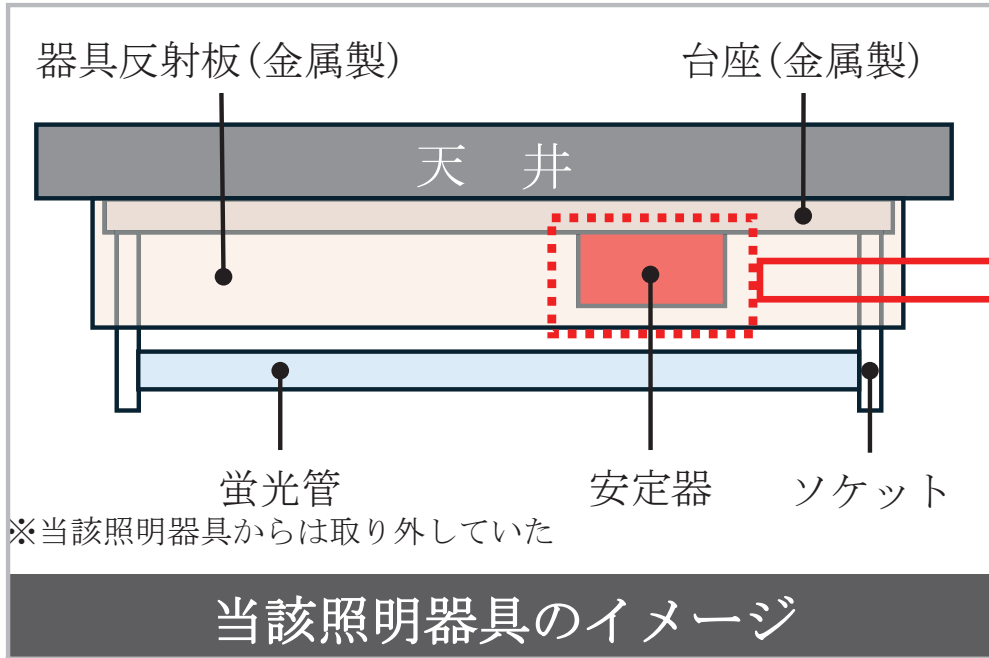 器具反射板(金属製)
台座(金属製)
天 井
蛍光管
安定器
ソケット
※当該照明器具からは取り外していた
当該照明器具のイメージ